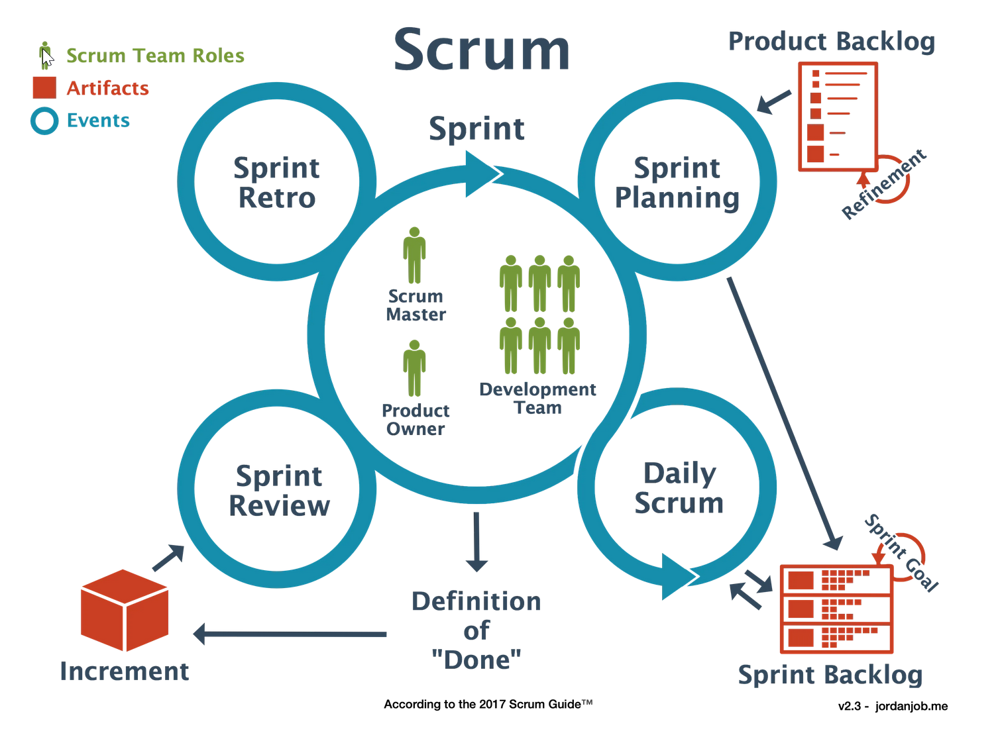 Scrum
Scrum Team Roles
Artifacts
Events
Product Backlog
Refinement
Sprint
Sprint
Retro
Sprint
Planning
Scrum
Master
Product
Owner
Development
Team
Sprint
Review
Daily
Scrum
Sprint Goal
Sprint Backlog
Definition
of
"Done"
Increment
According to the 2017 Scrum Guide™
v2.3 - jordanjob.me